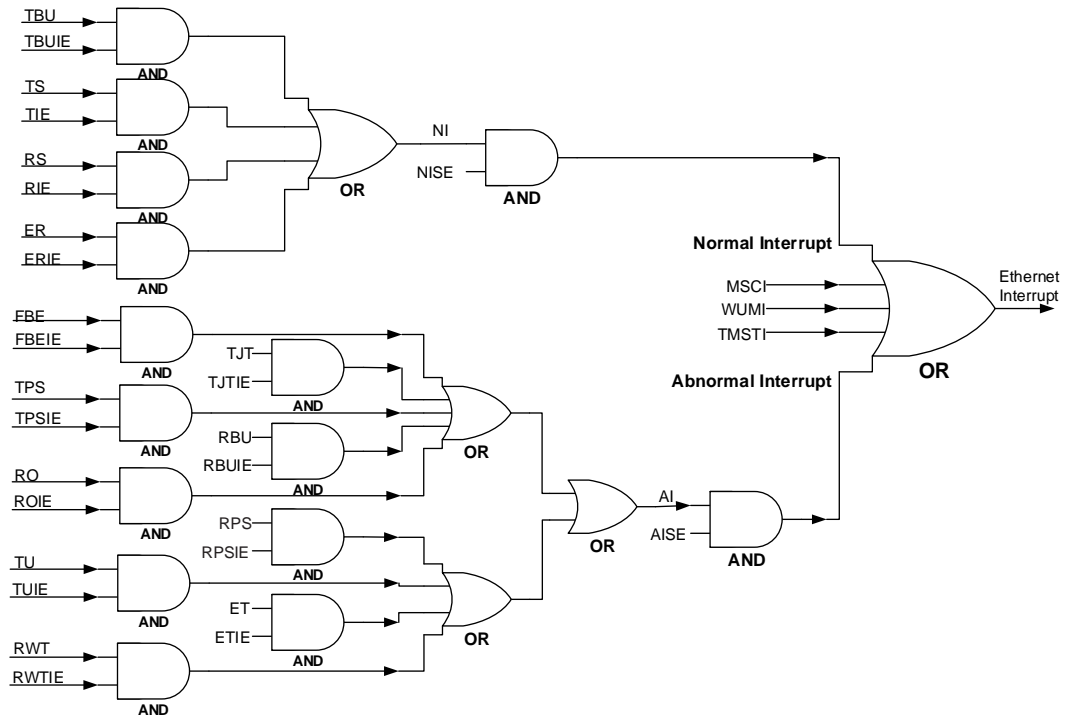 TBU
TBUIE
AND
TS
TIE
AND
RS
RIE
AND
ER
ERIE
AND
OR
NI
NISE
AND
Normal Interrupt
MSCI
WUMI
TMSTI
Abnormal Interrupt
OR
Ethernet
Interrupt
FBE
FBEIE
AND
TJT
TJTIE
AND
TPS
TPSIE
AND
RBU
RBUIE
AND
OR
RO
ROIE
AND
RPS
RPSIE
AND
OR
AI
AISE
AND
TU
TUIE
AND
ET
ETIE
AND
OR
RWT
RWTIE
AND